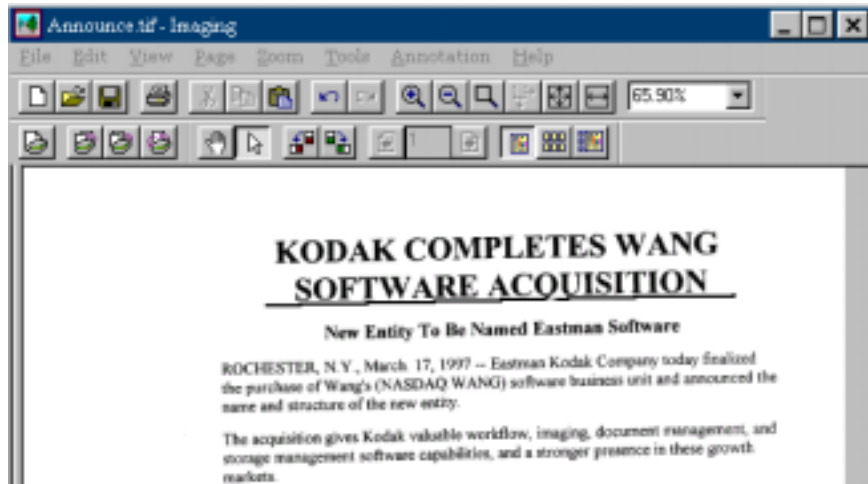 Announce.tif - Imaging
File Edit View Page Zoom Tools Annotation Help
65.90%
1
KODAK COMPLETES WANG
SOFTWARE ACQUISITION
New Entity To Be Named Eastman Software
ROCHESTER, N.Y., March. 17, 1997 -- Eastman Kodak Company today finalized
the purchase of Wang's (NASDAQ WANG) software business unit and announced the
name and structure of the new entity.
The acquisition gives Kodak valuable workflow, imaging, document management, and
storage management software capabilities, and a stronger presence in these growth
markets.